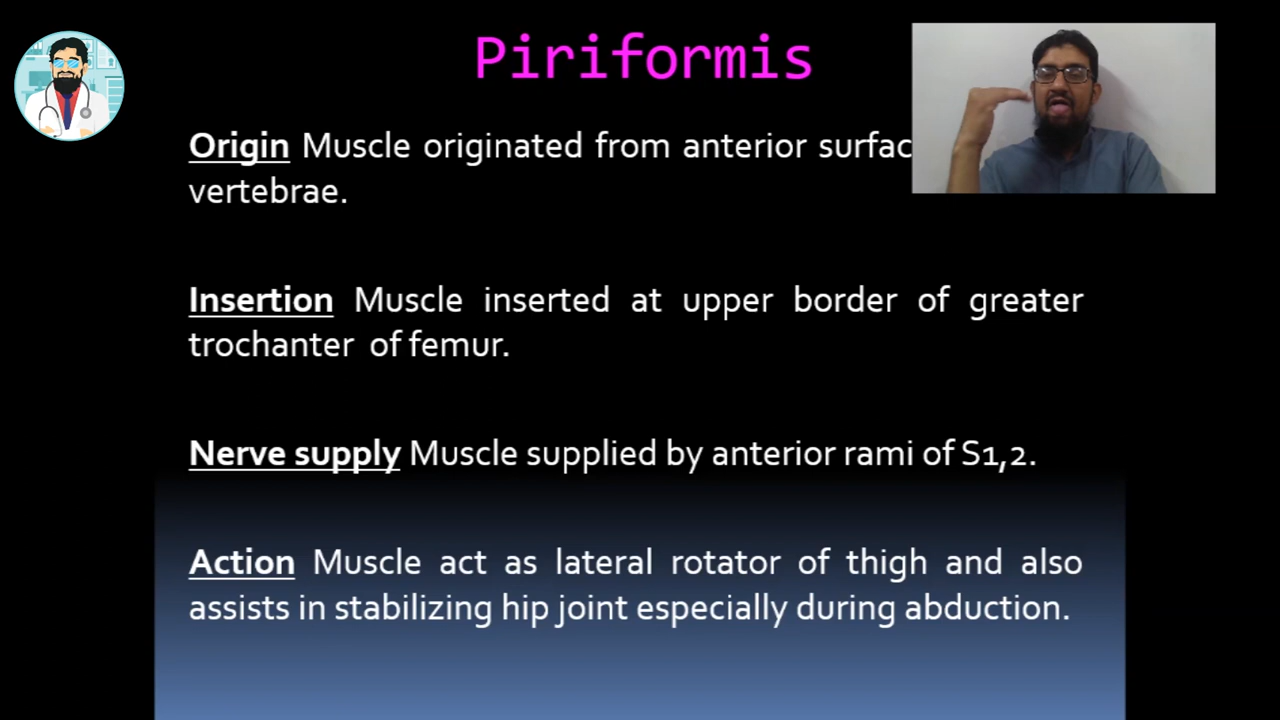 Piriformis
Origin Muscle originated from anterior
vertebrae.
Insertion Muscle inserted at upper border of greater
trochanter of femur.
Nerve supply Muscle supplied by anterior rami of S1,2.
Action Muscle act as lateral rotator of thigh and also
assists in stabilizing hip joint especially during abduction.